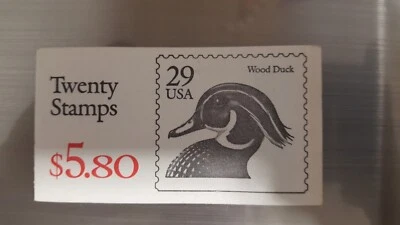 Twenty
Stamps
$5.80
Wood Duck
29
USA